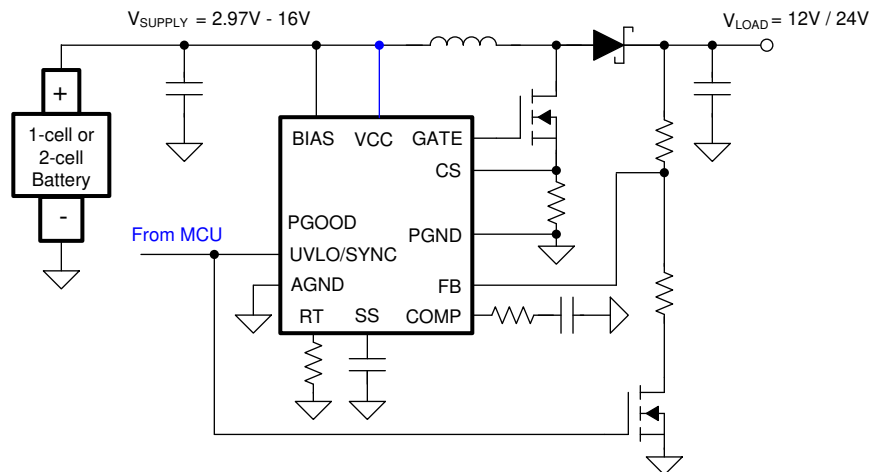 VSUPPLY = 2.97V - 16V
VLOAD = 12V / 24V
+
1-cell or
2-cell
Battery
-
BIAS
VCC
GATE
CS
PGOOD
From MCU
UVLO/SYNC
PGND
AGND
FB
RT
SS
COMP